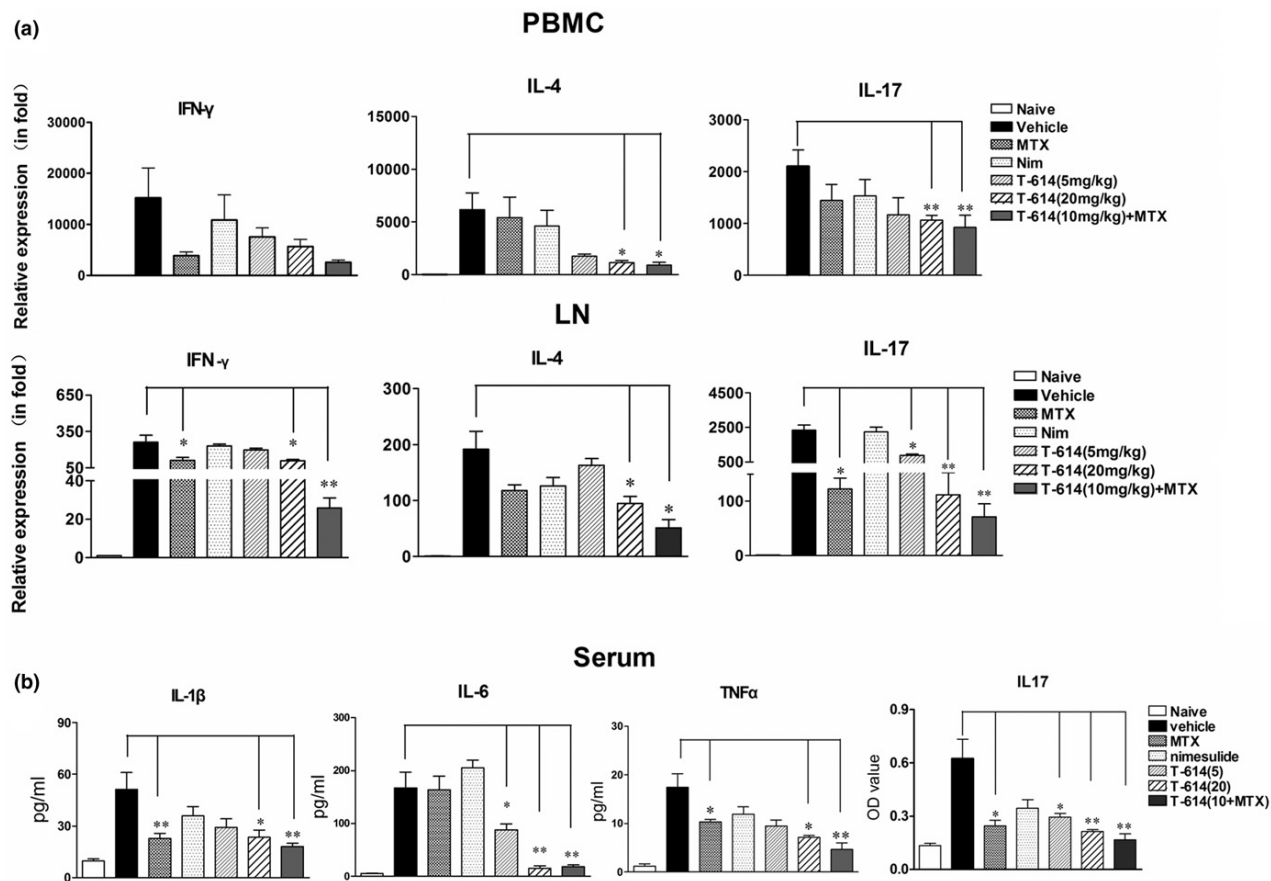 (a)
PBMC
IFN-γ
IL-4
IL-17
Relative expression (in fold)
30000
20000
10000
0
15000
10000
5000
0
3000
2000
1000
0
* *
** **
Naive
Vehicle
MTX
Nim
T-614(5mg/kg)
T-614(20mg/kg)
T-614(10mg/kg)+MTX
LN
IFN-γ
IL-4
IL-17
Relative expression (in fold)
650
350
50
40
20
0
* * **
300
200
100
0
* *
4500
2500
500
100
0
* * ** **
Naive
Vehicle
MTX
Nim
T-614(5mg/kg)
T-614(20mg/kg)
T-614(10mg/kg)+MTX
(b)
Serum
IL-1β
IL-6
TNFα
IL17
pg/ml
90
60
30
0
** * **
pg/ml
300
200
100
0
* ** **
pg/ml
30
20
10
0
* * **
OD value
0.9
0.6
0.3
0.0
* * ** **
Naive
vehicle
MTX
nimesulide
T-614(5)
T-614(20)
T-614(10+MTX)